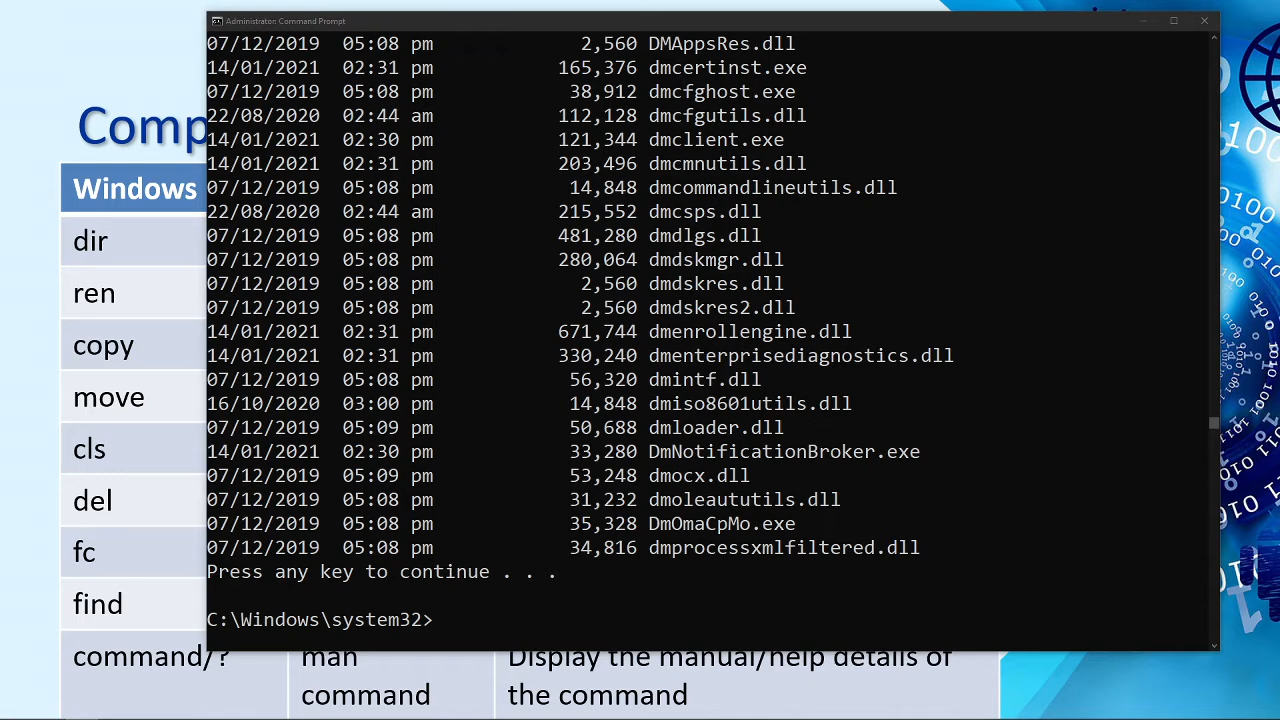 Administrator: Command Prompt
07/12/2019 05:08 pm 2,560 DMAppsRes.dll
14/01/2021 02:31 pm 165,376 dmcertinst.exe
07/12/2019 05:08 pm 38,912 dmcfghost.exe
22/08/2020 02:44 am 112,128 dmcfgutils.dll
14/01/2021 02:30 pm 121,344 dmclient.exe
14/01/2021 02:31 pm 203,496 dmcmnutils.dll
07/12/2019 05:08 pm 14,848 dmcommandlineutils.dll
22/08/2020 02:44 am 215,552 dmcsps.dll
07/12/2019 05:08 pm 481,280 dmdlgs.dll
07/12/2019 05:08 pm 280,064 dmdskmgr.dll
07/12/2019 05:08 pm 2,560 dmdskres.dll
07/12/2019 05:08 pm 2,560 dmdskres2.dll
14/01/2021 02:31 pm 671,744 dmenrollengine.dll
14/01/2021 02:31 pm 330,240 dmenterprisediagnostics.dll
07/12/2019 05:08 pm 56,320 dmintf.dll
16/10/2020 03:00 pm 14,848 dmiso8601utils.dll
07/12/2019 05:09 pm 50,688 dmloader.dll
14/01/2021 02:30 pm 33,280 DmNotificationBroker.exe
07/12/2019 05:09 pm 53,248 dmocx.dll
07/12/2019 05:08 pm 31,232 dmoleaututils.dll
07/12/2019 05:08 pm 35,328 DmOmaCpMo.exe
07/12/2019 05:08 pm 34,816 dmprocessxmlfiltered.dll
Press any key to continue . . .
C:\Windows\system32>
Comp
Windows
dir
ren
copy
move
cls
del
fc
find
command/? man Display the manual/help details of
command the command